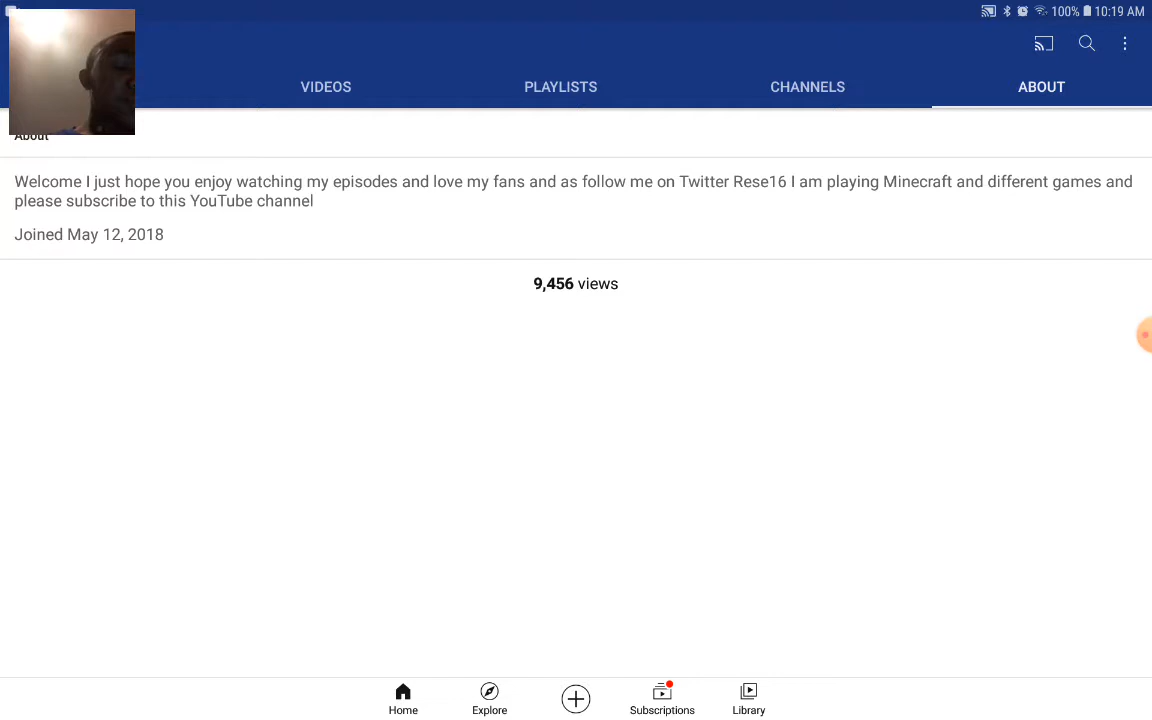 100% 10:19 AM
VIDEOS PLAYLISTS CHANNELS ABOUT
About
Welcome I just hope you enjoy watching my episodes and love my fans and as follow me on Twitter Rese16 I am playing Minecraft and different games and
please subscribe to this YouTube channel
Joined May 12, 2018
9,456 views
Home Explore Subscriptions Library